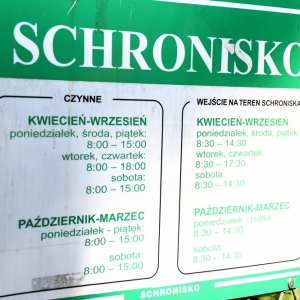 SCHRONISKO
CZYNNE
KWIECIEŃ-WRZESIEŃ
poniedziałek, środa, piątek:
8:00 – 15:00
wtorek, czwartek:
8:00 – 18:00
sobota:
8:00 – 15:00
PAŹDZIERNIK-MARZEC
poniedziałek - piątek:
8:00 – 15:00
sobota:
8:00 – 15:00
WEJŚCIE NA TEREN SCHRONISKA
KWIECIEŃ-WRZESIEŃ
poniedziałek, środa, piątek:
8:30 – 14:30
wtorek, czwartek:
8:30 – 17:30
sobota:
8:30 – 14:30
PAŹDZIERNIK-MARZEC
poniedziałek - piątek
8:30 – 14:30
sobota:
8:30 – 14:30
SCHRONISKO